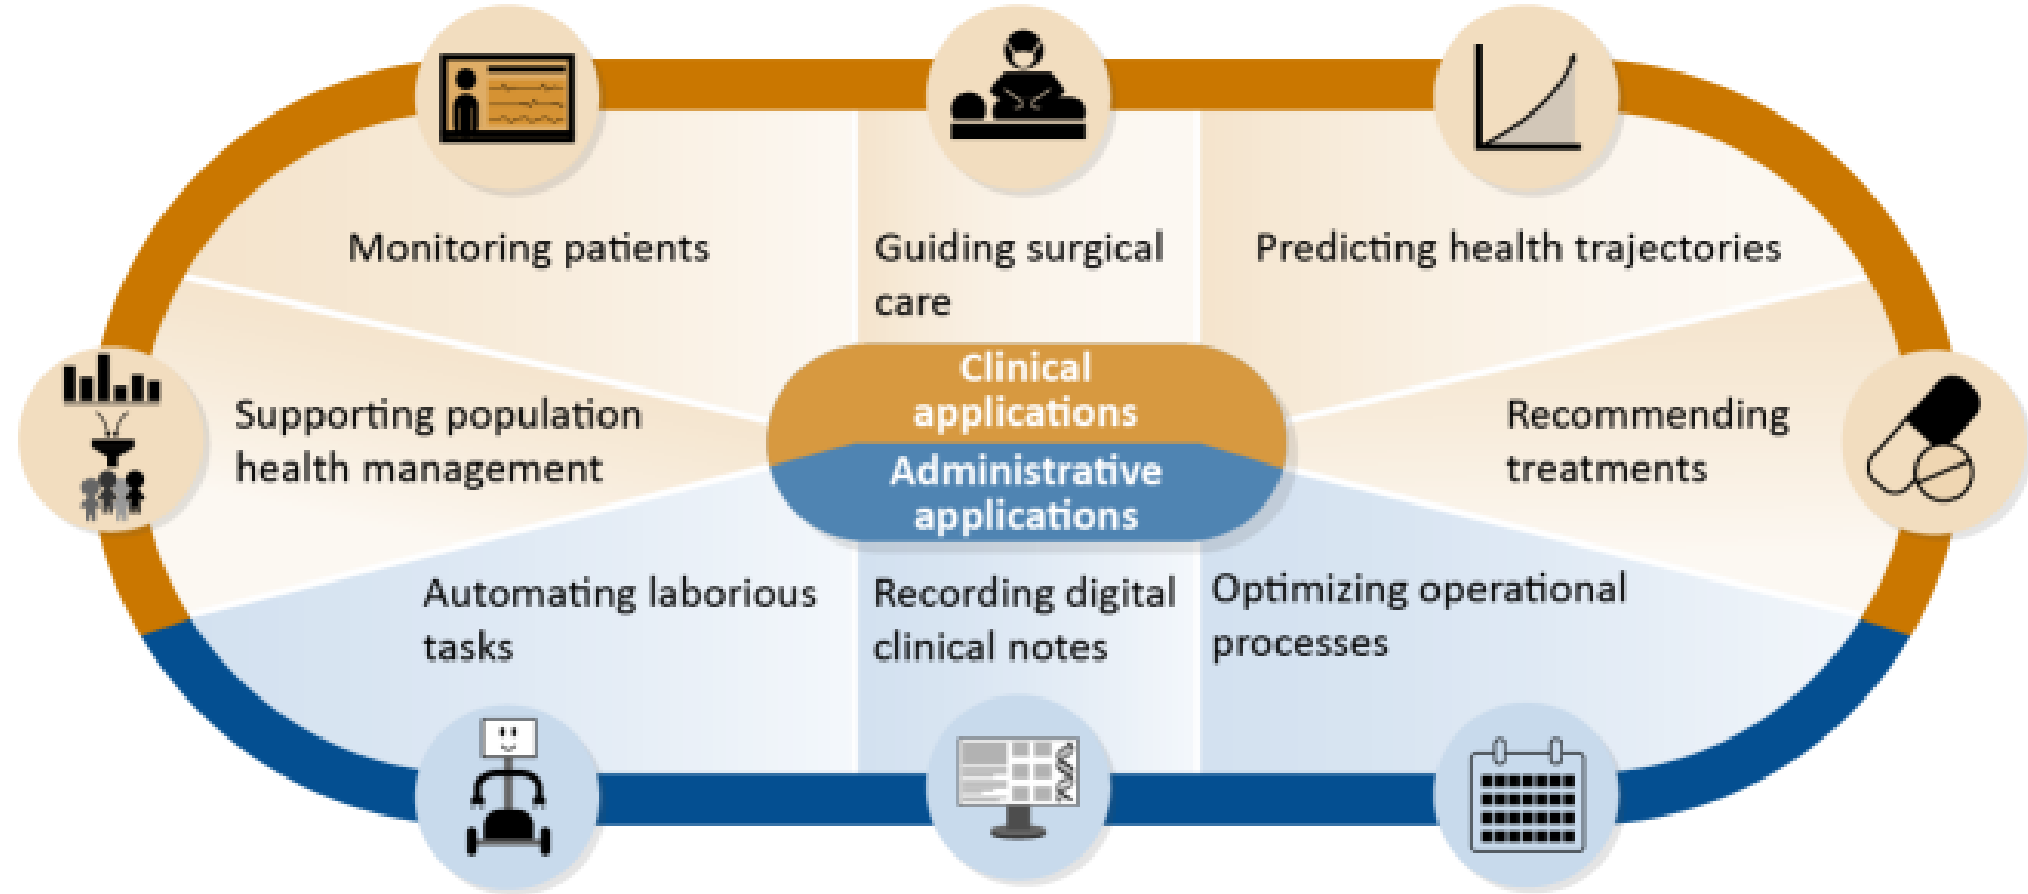 Monitoring patients
Guiding surgical
care
Predicting health trajectories
Supporting population
health management
Clinical
applications
Administrative
applications
Recommending
treatments
Automating laborious
tasks
Recording digital
clinical notes
Optimizing operational
processes